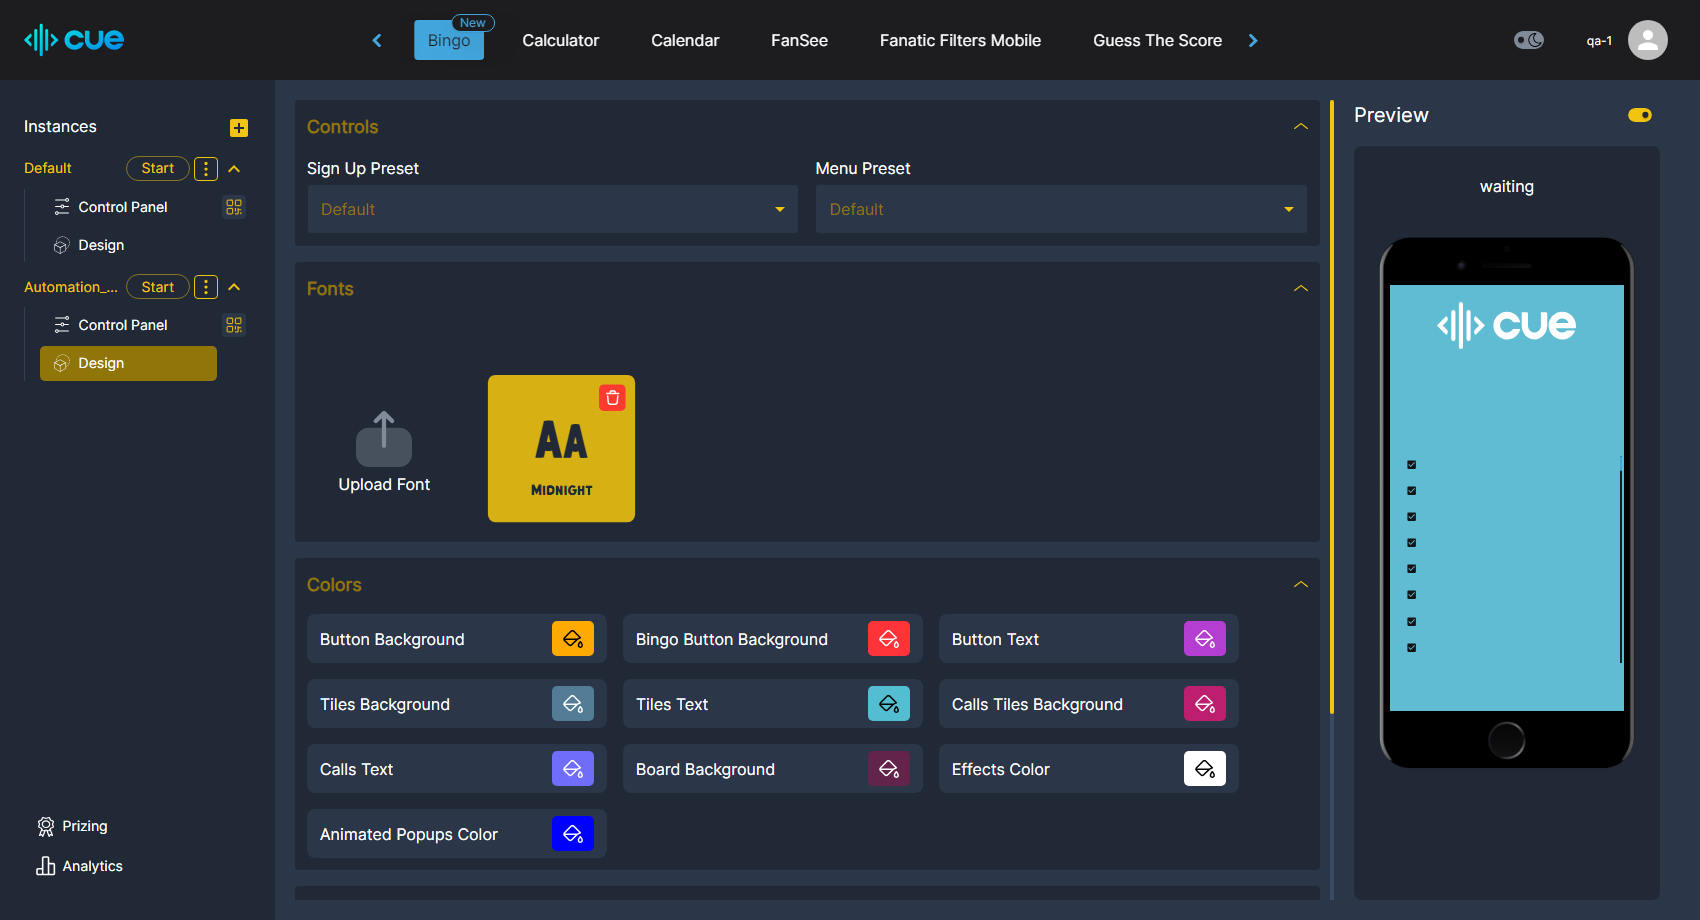 cue
New
Bingo
Calculator
Calendar
FanSee
Fanatic Filters Mobile
Guess The Score
qa-1
Instances
Default
Start
Control Panel
Design
Automation_...
Start
Control Panel
Design
Prizing
Analytics
Controls
Sign Up Preset
Menu Preset
Default
Default
Fonts
Upload Font
AA
MIDNIGHT
Colors
Button Background
Bingo Button Background
Button Text
Tiles Background
Tiles Text
Calls Tiles Background
Calls Text
Board Background
Effects Color
Animated Popups Color
Preview
waiting
cue